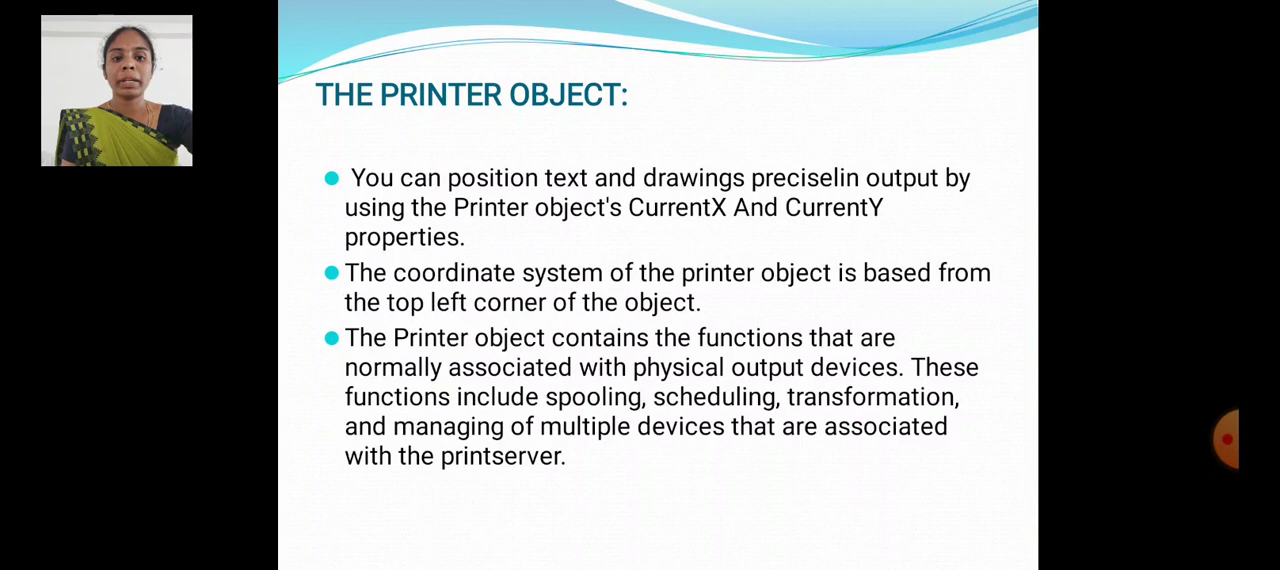 THE PRINTER OBJECT:
You can position text and drawings preciselin output by
using the Printer object's CurrentX And CurrentY
properties.
The coordinate system of the printer object is based from
the top left corner of the object.
The Printer object contains the functions that are
normally associated with physical output devices. These
functions include spooling, scheduling, transformation,
and managing of multiple devices that are associated
with the printserver.